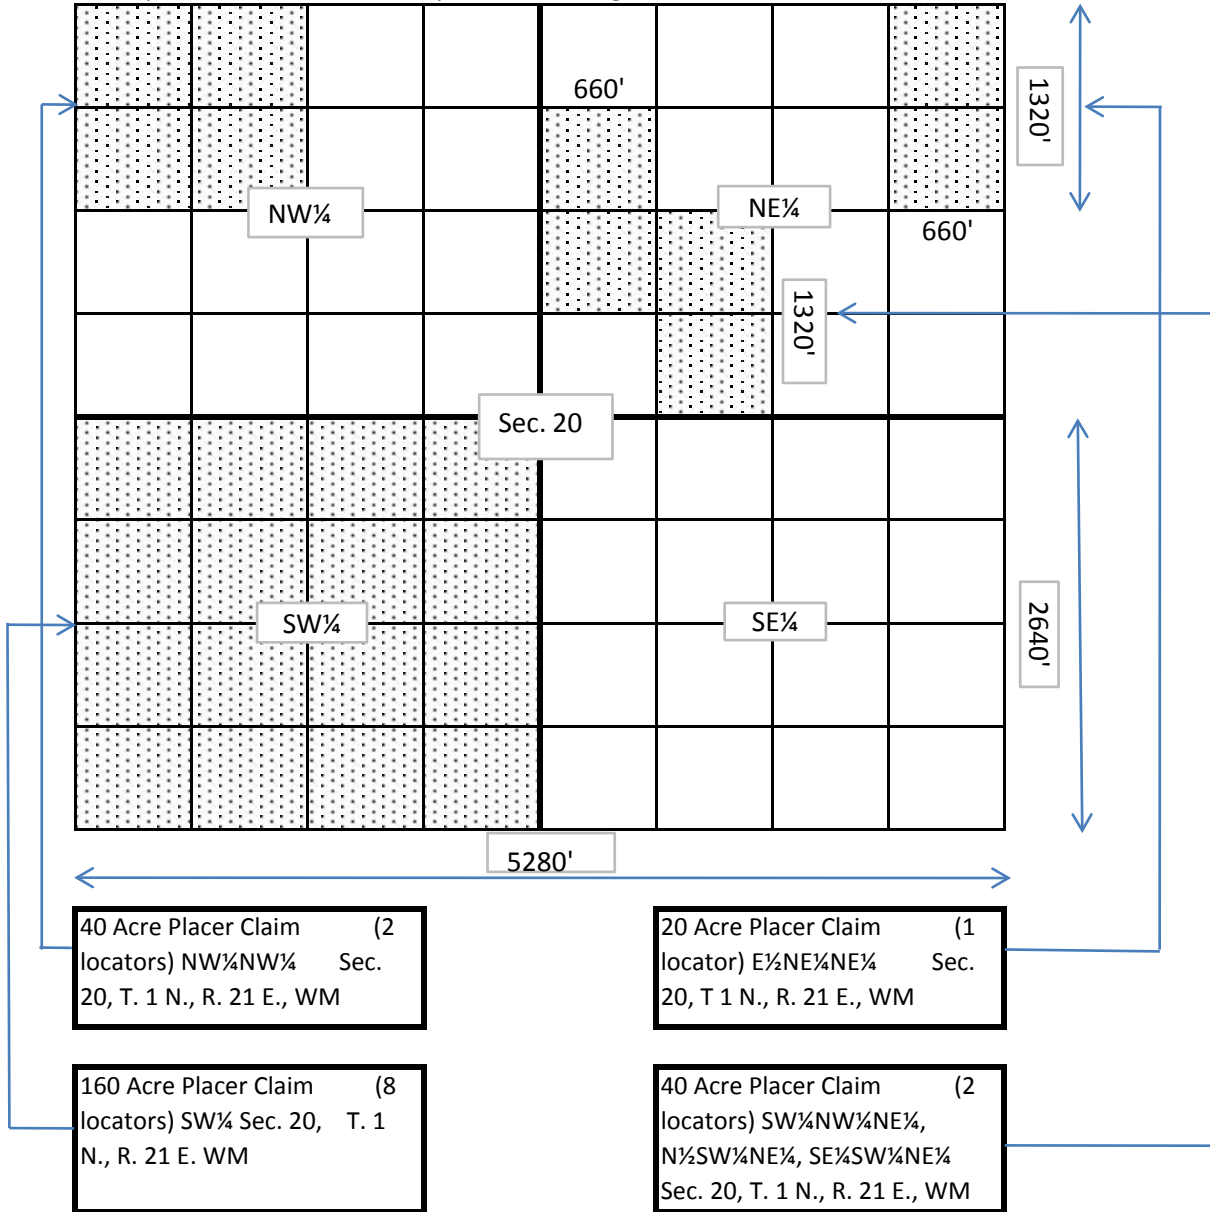 660'
1320'
NW¼
NE¼
660'
1320'
Sec. 20
SW¼
SE¼
2640'
5280'
40 Acre Placer Claim (2
locators) NW¼NW¼ Sec.
20, T. 1 N., R. 21 E., WM
20 Acre Placer Claim (1
locator) E½NE¼NE¼ Sec.
20, T 1 N., R. 21 E., WM
160 Acre Placer Claim (8
locators) SW¼ Sec. 20, T. 1
N., R. 21 E. WM
40 Acre Placer Claim (2
locators) SW¼NW¼NE¼,
N½SW¼NE¼, SE¼SW¼NE¼
Sec. 20, T. 1 N., R. 21 E., WM